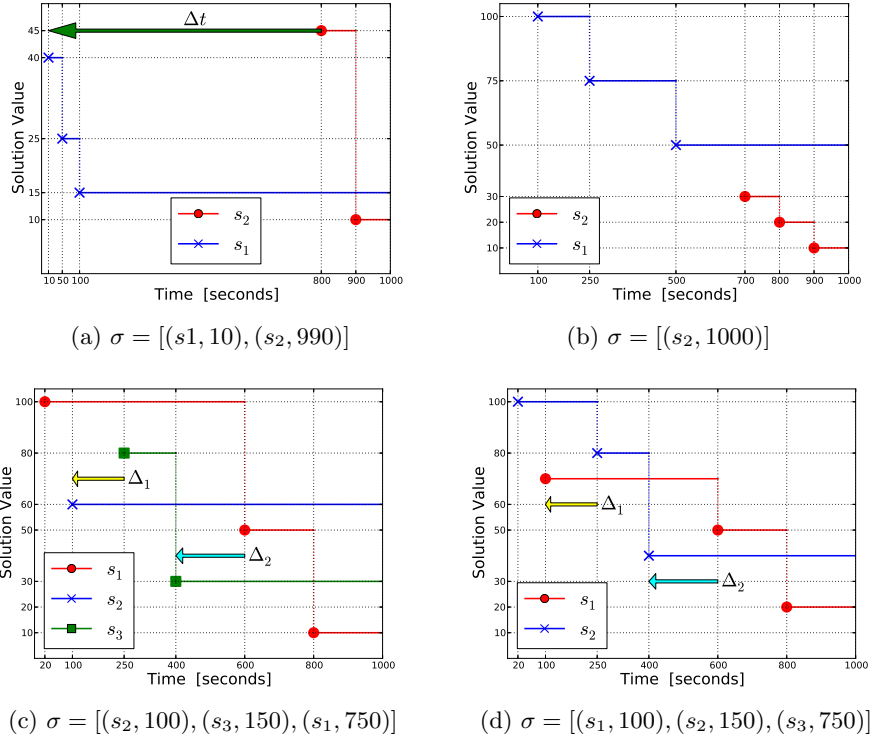 Δt
45
40
25
15
10
Solution Value
s₂
s₁
10 50 100 800 900 1000
Time [seconds]
(a) σ = [(s1, 10), (s₂, 990)]
100
75
50
30
20
10
Solution Value
s₂
s₁
100 250 500 700 800 900 1000
Time [seconds]
(b) σ = [(s₂, 1000)]
100
80
60
50
30
20
10
Solution Value
Δ₁
Δ₂
s₁
s₂
s₃
20 100 250 400 600 800 1000
Time [seconds]
(c) σ = [(s₂, 100), (s₃, 150), (s₁, 750)]
100
80
70
60
50
40
30
20
10
Solution Value
Δ₁
Δ₂
s₁
s₂
20 100 250 400 600 800 1000
Time [seconds]
(d) σ = [(s₁, 100), (s₂, 150), (s₃, 750)]